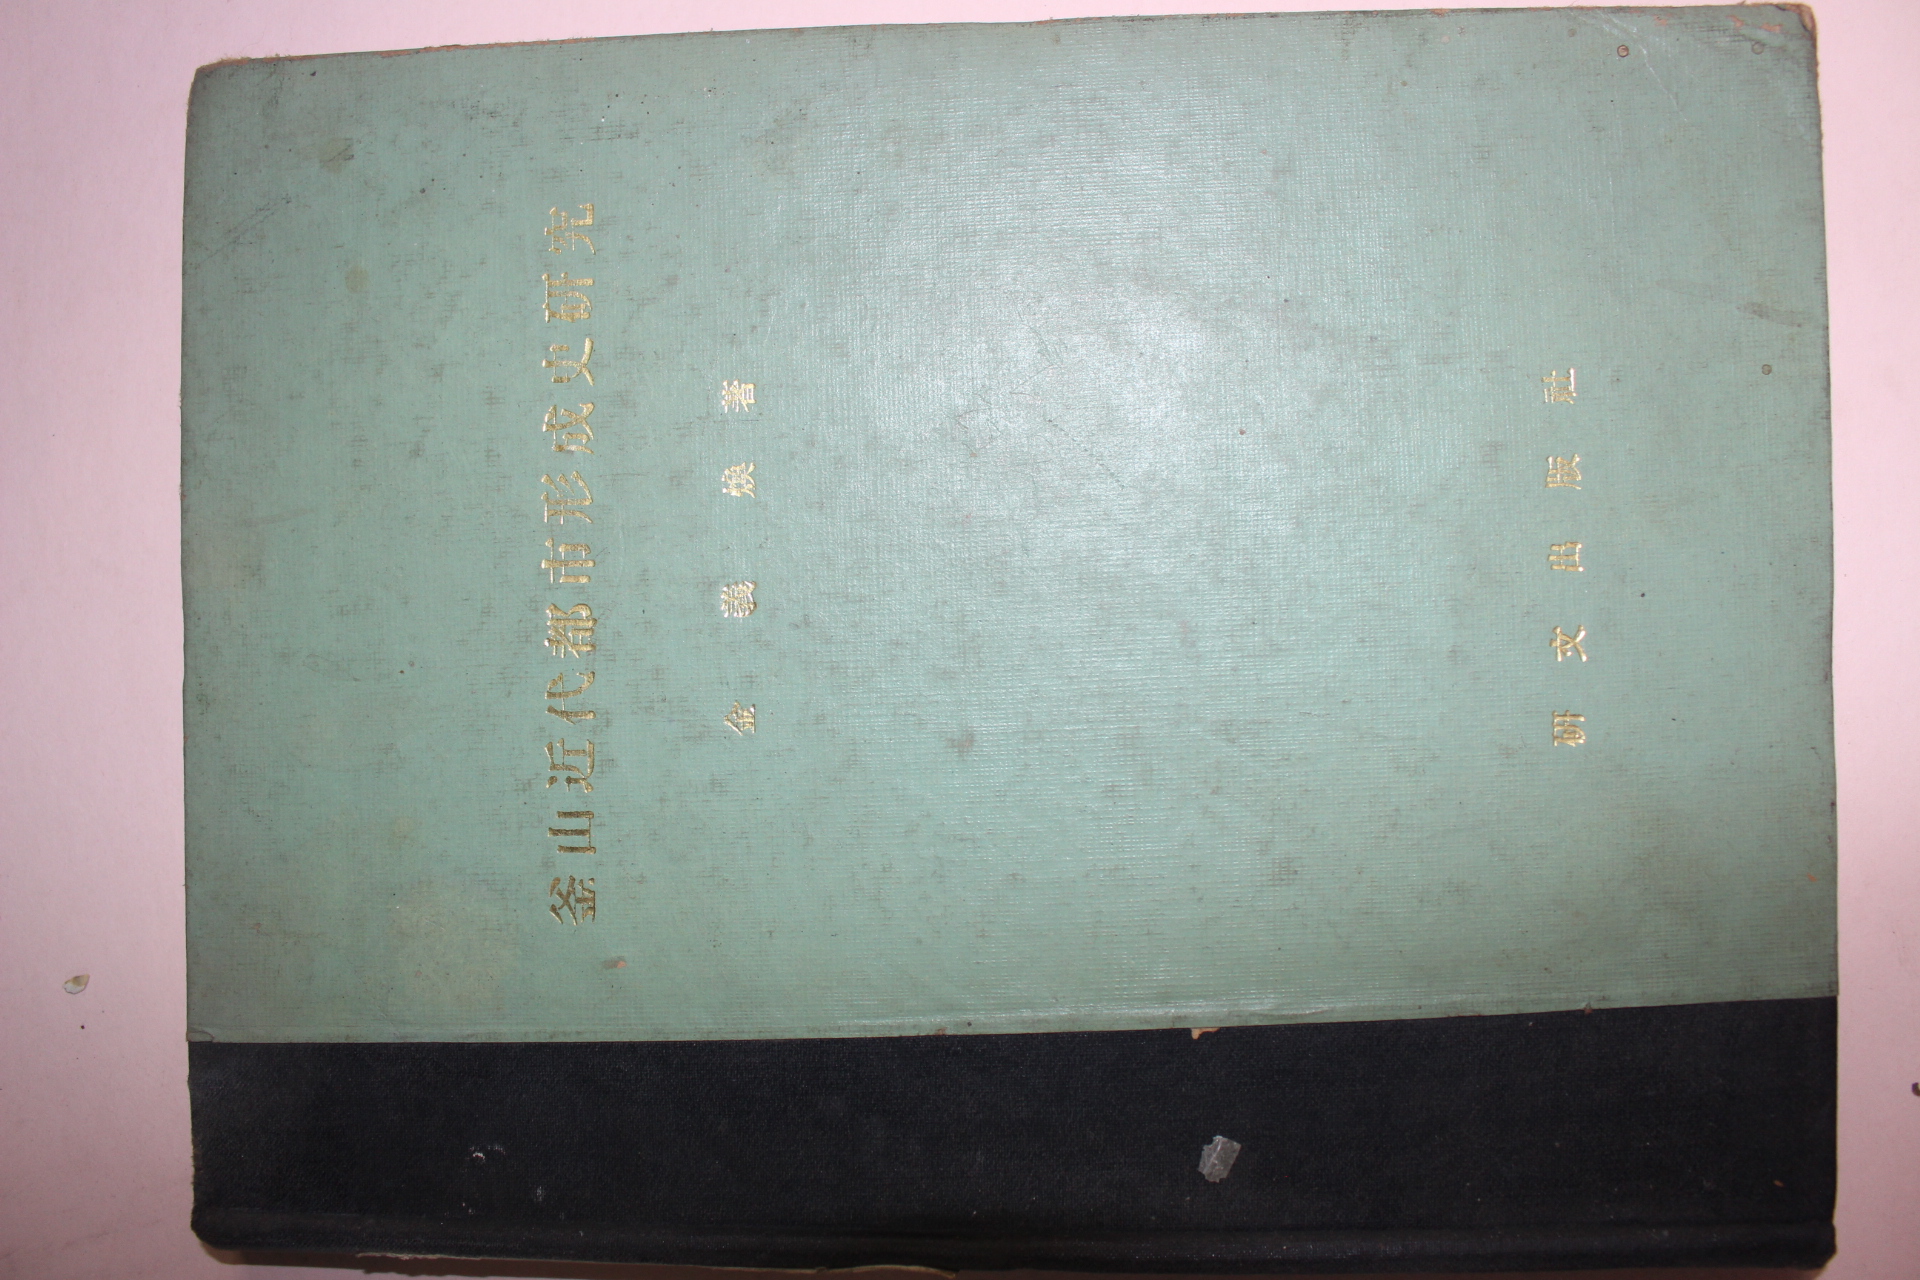 釜山近代都市形成史研究
金義煥著
研文出版社